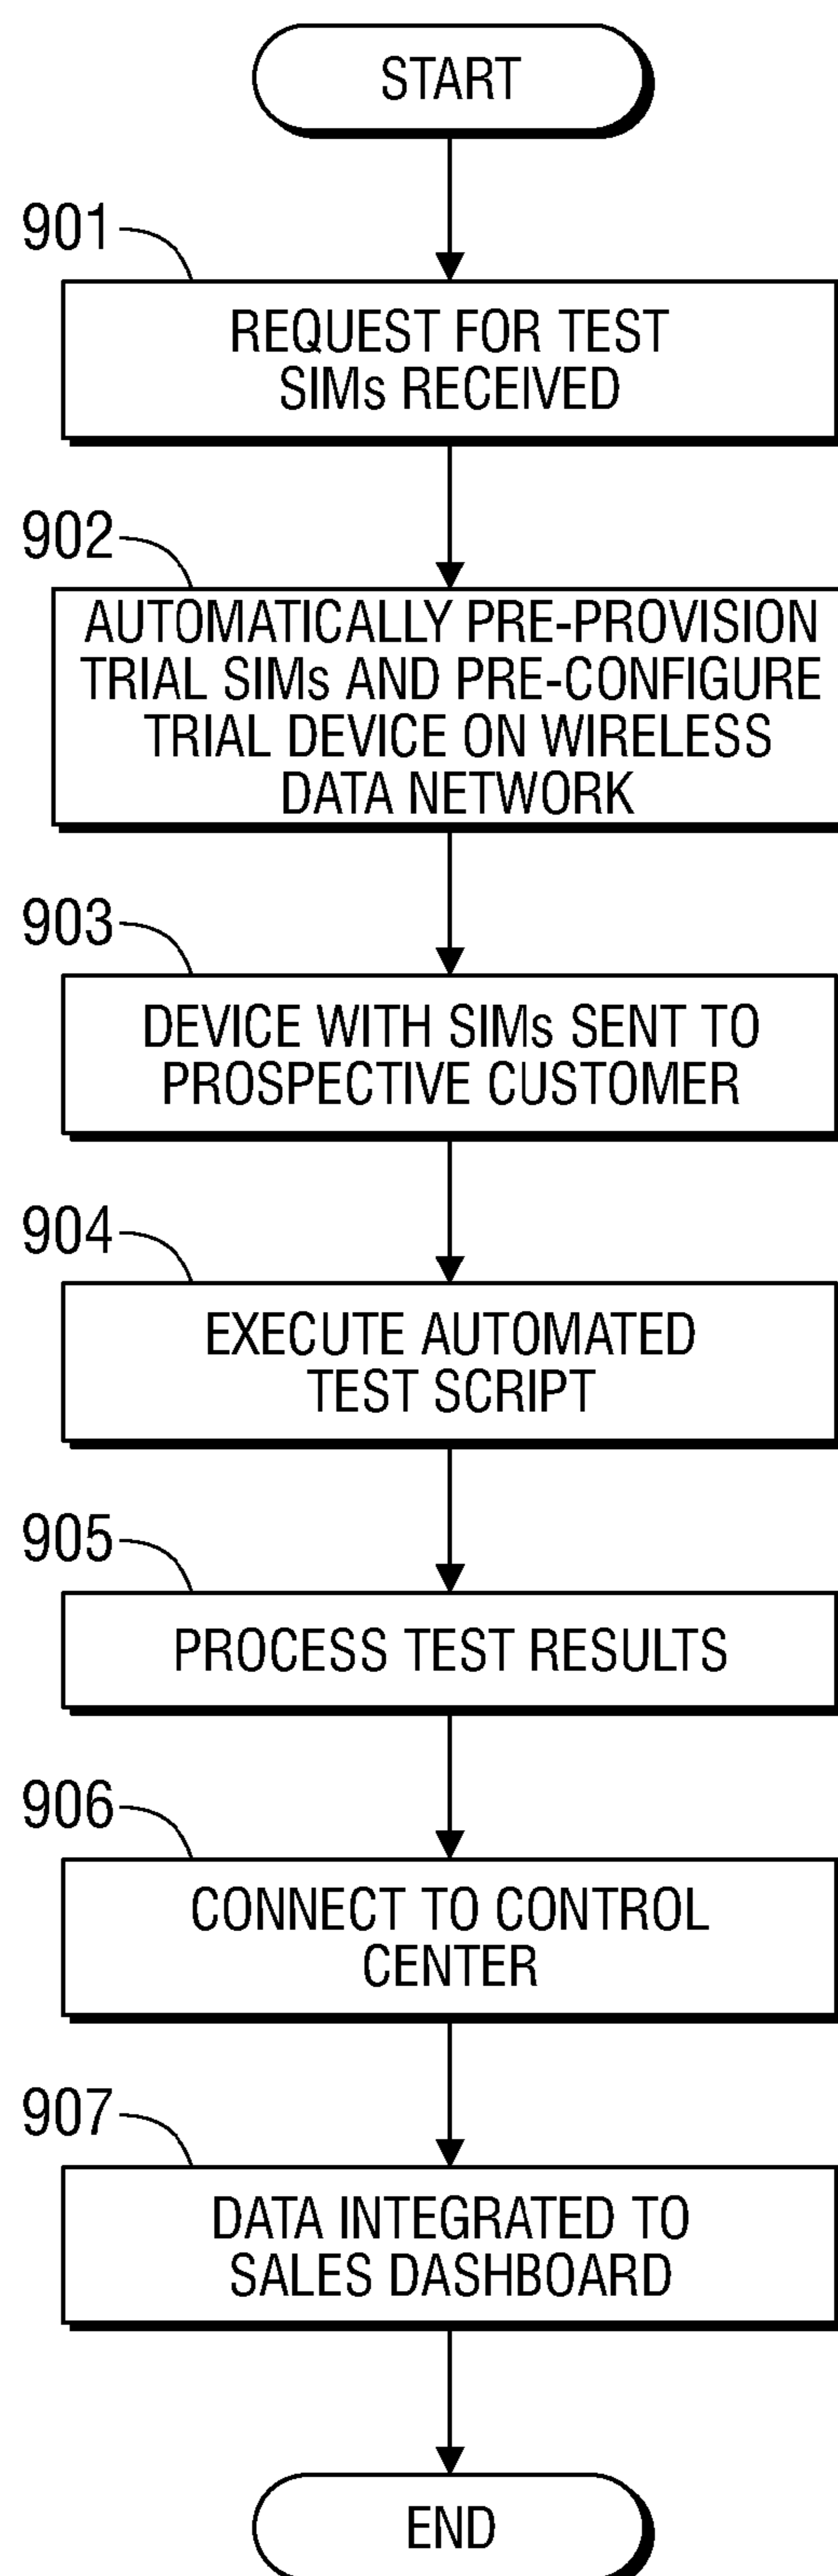 START
901
REQUEST FOR TEST
SIMs RECEIVED
902
AUTOMATICALLY PRE-PROVISION
TRIAL SIMs AND PRE-CONFIGURE
TRIAL DEVICE ON WIRELESS
DATA NETWORK
903
DEVICE WITH SIMs SENT TO
PROSPECTIVE CUSTOMER
904
EXECUTE AUTOMATED
TEST SCRIPT
905
PROCESS TEST RESULTS
906
CONNECT TO CONTROL
CENTER
907
DATA INTEGRATED TO
SALES DASHBOARD
END